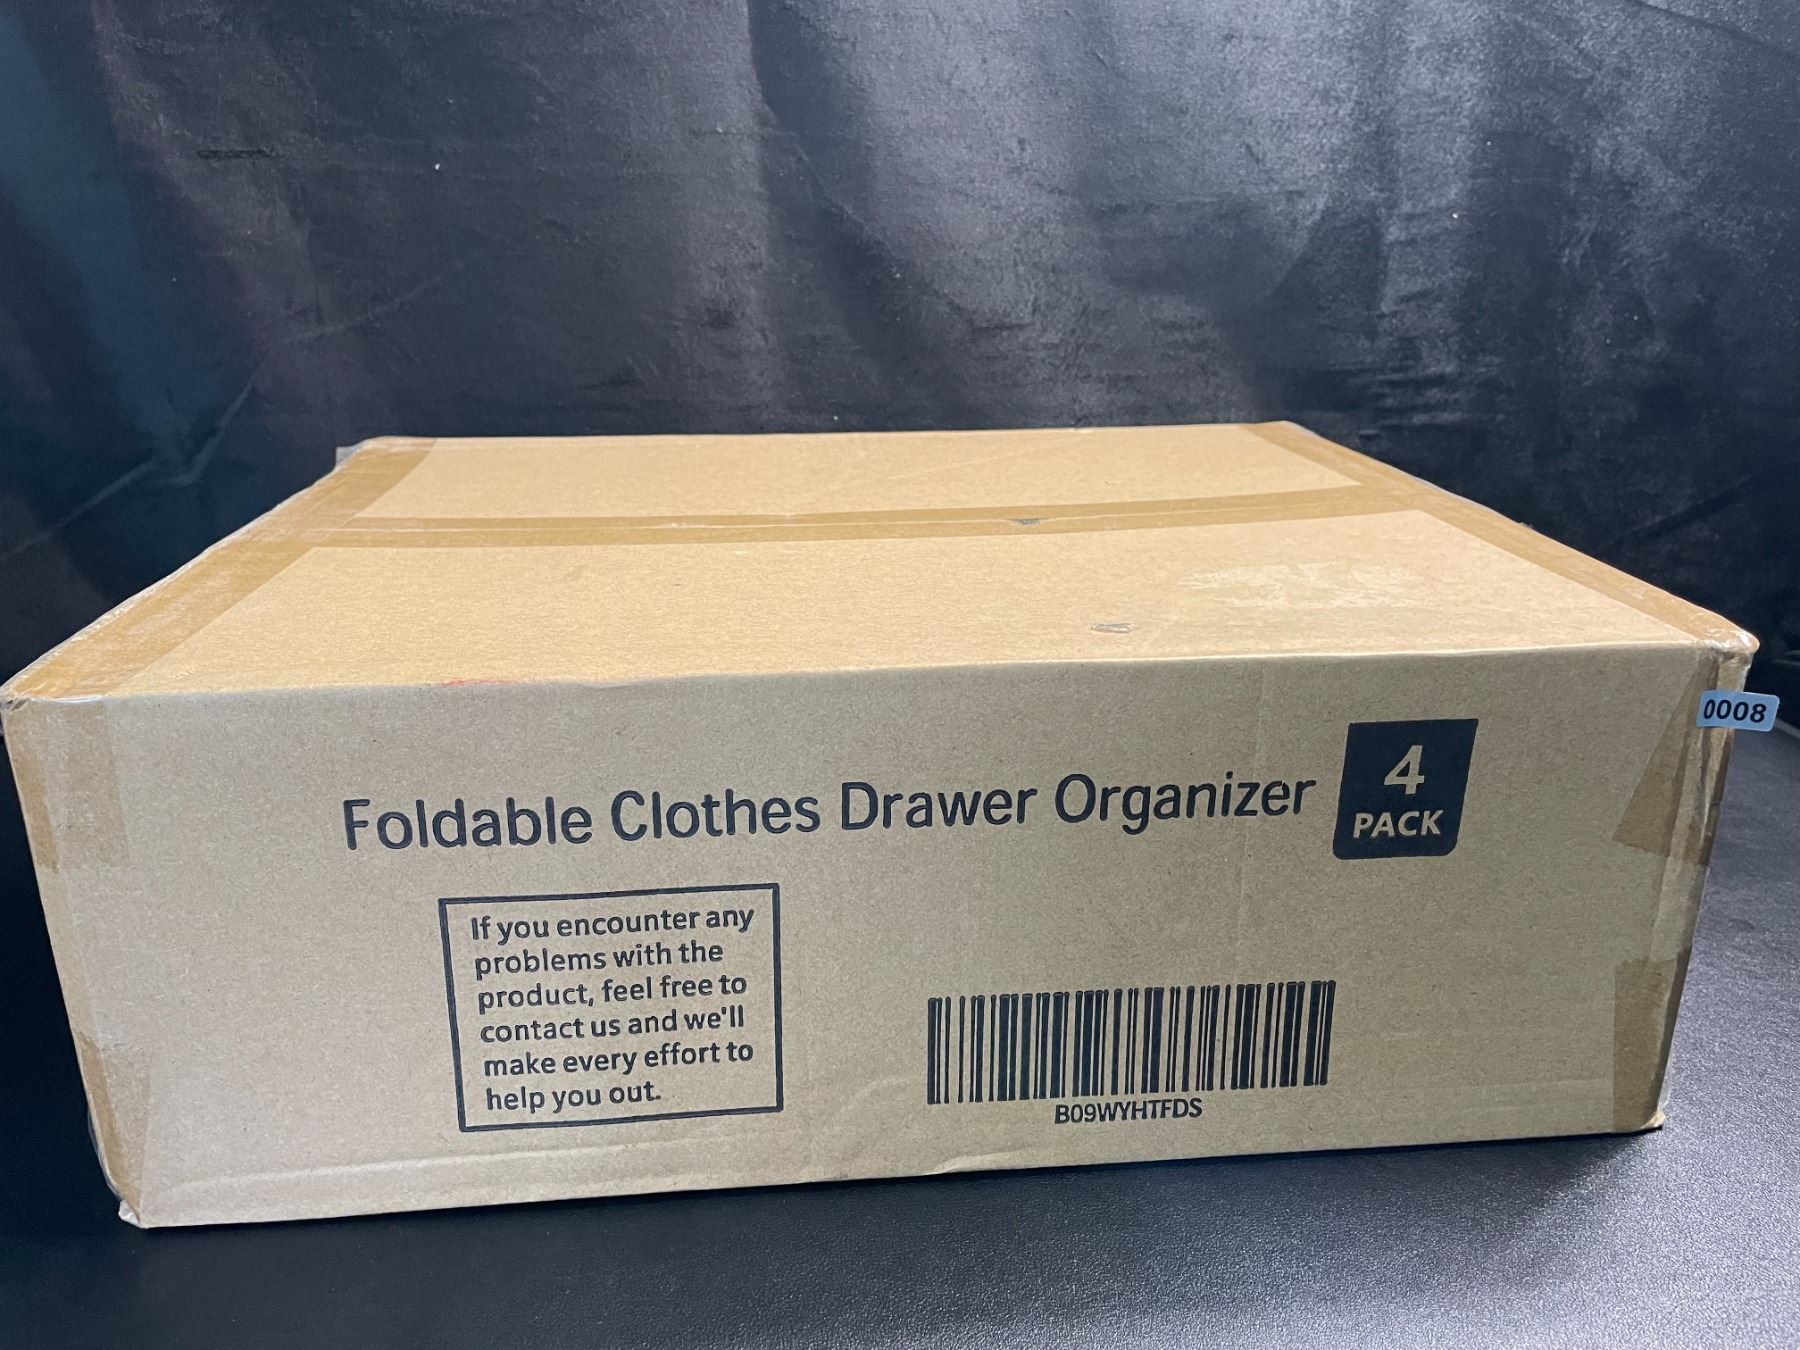 0008
Foldable Clothes Drawer Organizer
4
PACK
If you encounter any
problems with the
product, feel free to
contact us and we'll
make every effort to
help you out.
B09WYHTFDS